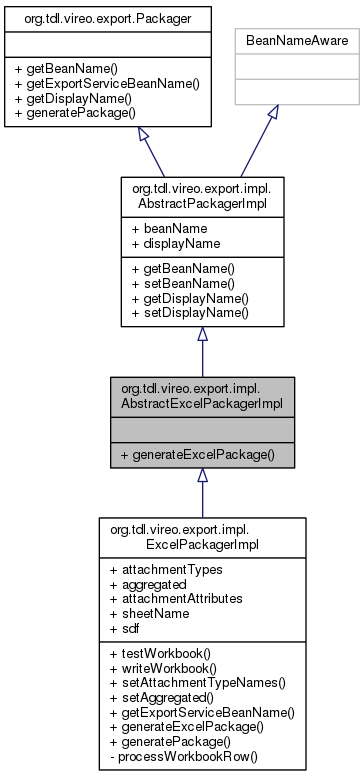 org.tdl.vireo.export.Packager
+ getBeanName()
+ getExportServiceBeanName()
+ getDisplayName()
+ generatePackage()
BeanNameAware
org.tdl.vireo.export.impl.
AbstractPackagerImpl
+ beanName
+ displayName
+ getBeanName()
+ setBeanName()
+ getDisplayName()
+ setDisplayName()
org.tdl.vireo.export.impl.
AbstractExcelPackagerImpl
+ generateExcelPackage()
org.tdl.vireo.export.impl.
ExcelPackagerImpl
+ attachmentTypes
+ aggregated
+ attachmentAttributes
+ sheetName
+ sdf
+ testWorkbook()
+ writeWorkbook()
+ setAttachmentTypeNames()
+ setAggregated()
+ getExportServiceBeanName()
+ generateExcelPackage()
+ generatePackage()
- processWorkbookRow()